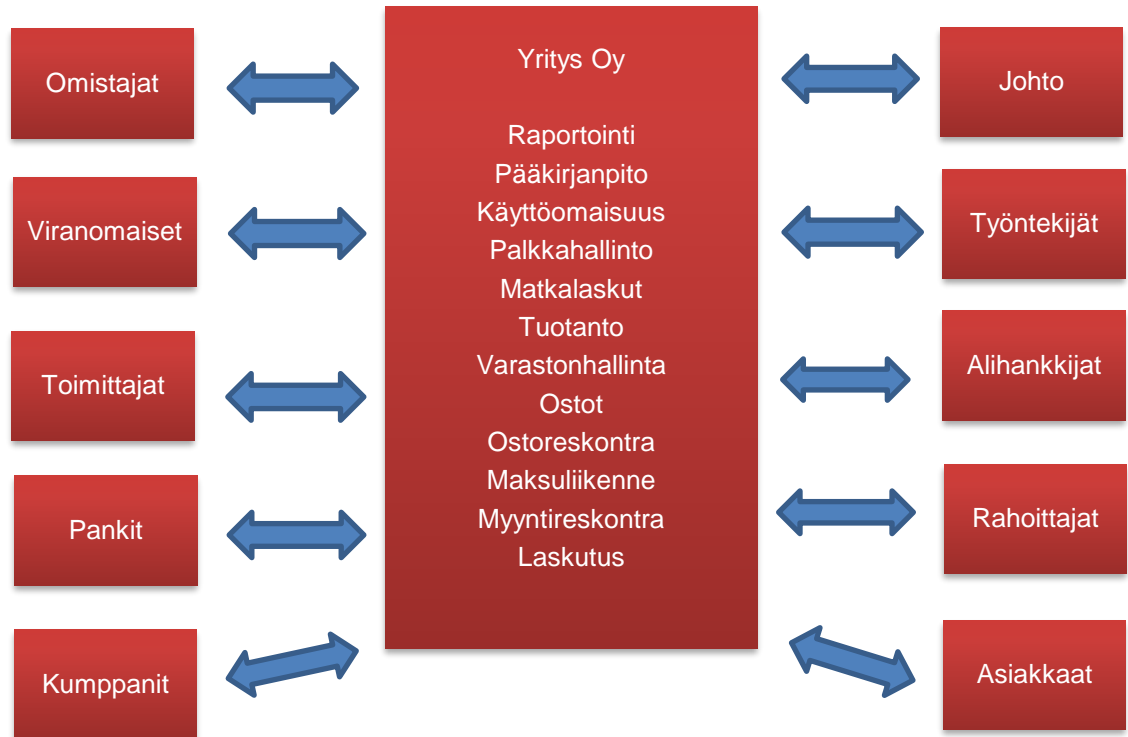 Omistajat
Viranomaiset
Toimittajat
Pankit
Kumppanit
Yritys Oy
Raportointi
Pääkirjanpito
Käyttöomaisuus
Palkkahallinto
Matkalaskut
Tuotanto
Varastonhallinta
Ostot
Ostoreskontra
Maksuliikenne
Myyntireskontra
Laskutus
Johto
Työntekijät
Alihankkijat
Rahoittajat
Asiakkaat